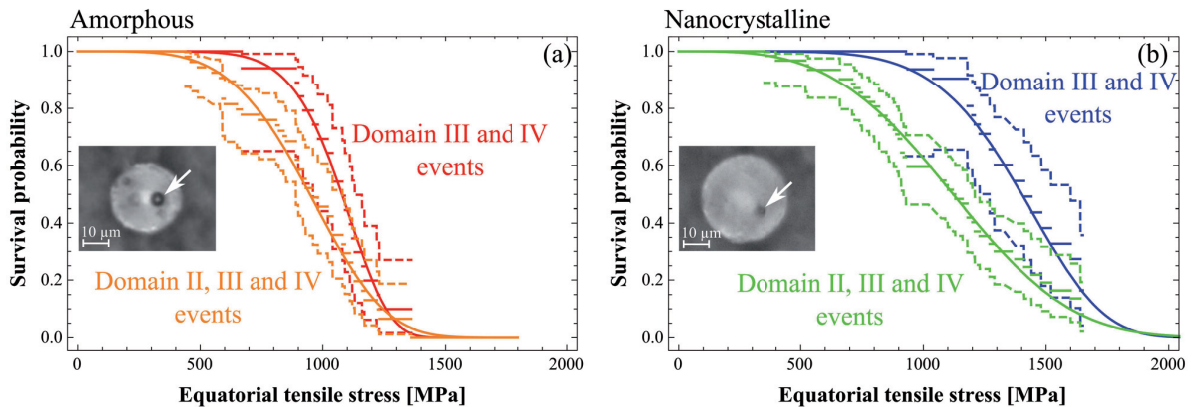 Amorphous
(a)
1.0
0.8
0.6
0.4
0.2
0.0
Survival probability
Domain III and IV
events
10 µm
Domain II, III and IV
events
0
500
1000
1500
2000
Equatorial tensile stress [MPa]
Nanocrystalline
(b)
1.0
0.8
0.6
0.4
0.2
0.0
Survival probability
Domain III and IV
events
10 µm
Domain II, III and IV
events
0
500
1000
1500
2000
Equatorial tensile stress [MPa]